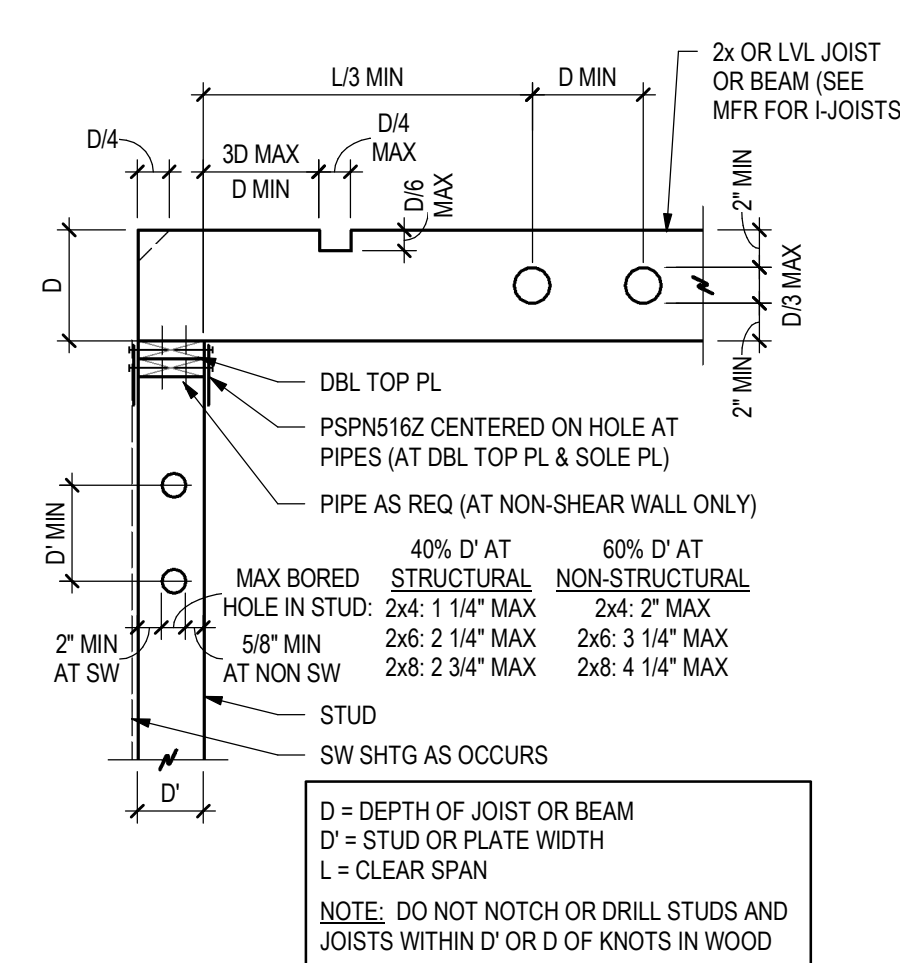 2x OR LVL JOIST
OR BEAM (SEE
MFR FOR I-JOISTS
L/3 MIN
D MIN
D/4
3D MAX
D MIN
D/4
MAX
D/6
MAX
2" MIN
D/3 MAX
2" MIN
D
DBL TOP PL
PSPN516Z CENTERED ON HOLE AT
PIPES (AT DBL TOP PL & SOLE PL)
PIPE AS REQ (AT NON-SHEAR WALL ONLY)
D' MIN
MAX BORED
HOLE IN STUD:
40% D' AT
STRUCTURAL
2x4: 1 1/4" MAX
2x6: 2 1/4" MAX
2x8: 2 3/4" MAX
60% D' AT
NON-STRUCTURAL
2x4: 2" MAX
2x6: 3 1/4" MAX
2x8: 4 1/4" MAX
2" MIN
AT SW
5/8" MIN
AT NON SW
STUD
SW SHTG AS OCCURS
D'
D = DEPTH OF JOIST OR BEAM
D' = STUD OR PLATE WIDTH
L = CLEAR SPAN
NOTE: DO NOT NOTCH OR DRILL STUDS AND
JOISTS WITHIN D' OR D OF KNOTS IN WOOD